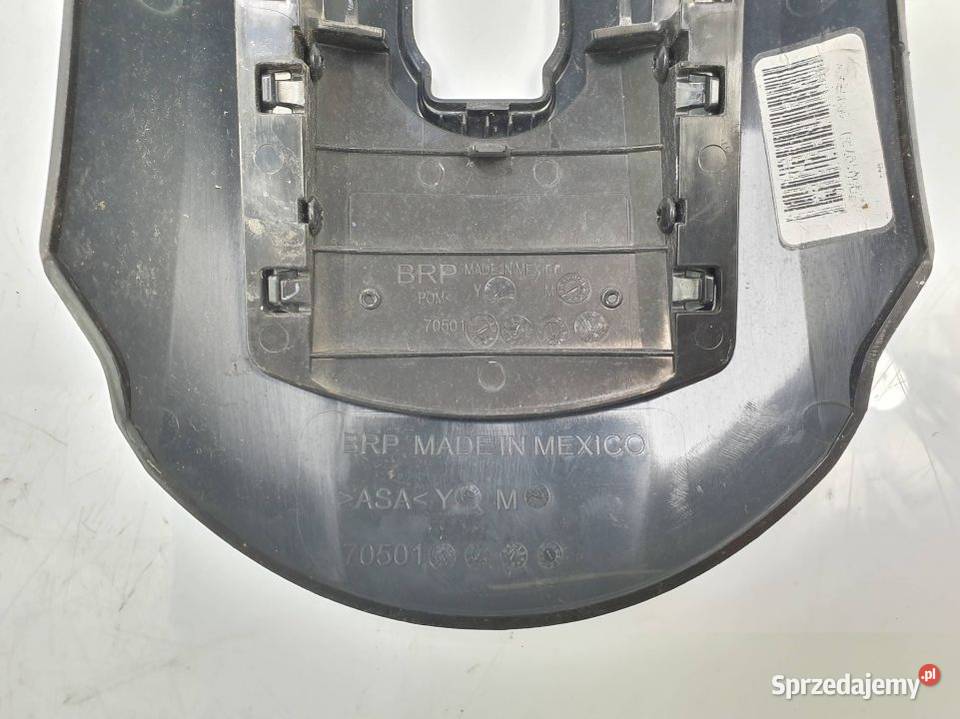 BRP MADE IN MEXICO
POM< Y
70501
BRP MADE IN MEXICO
>ASA< Y M
70501
Sprzedajemy.pl